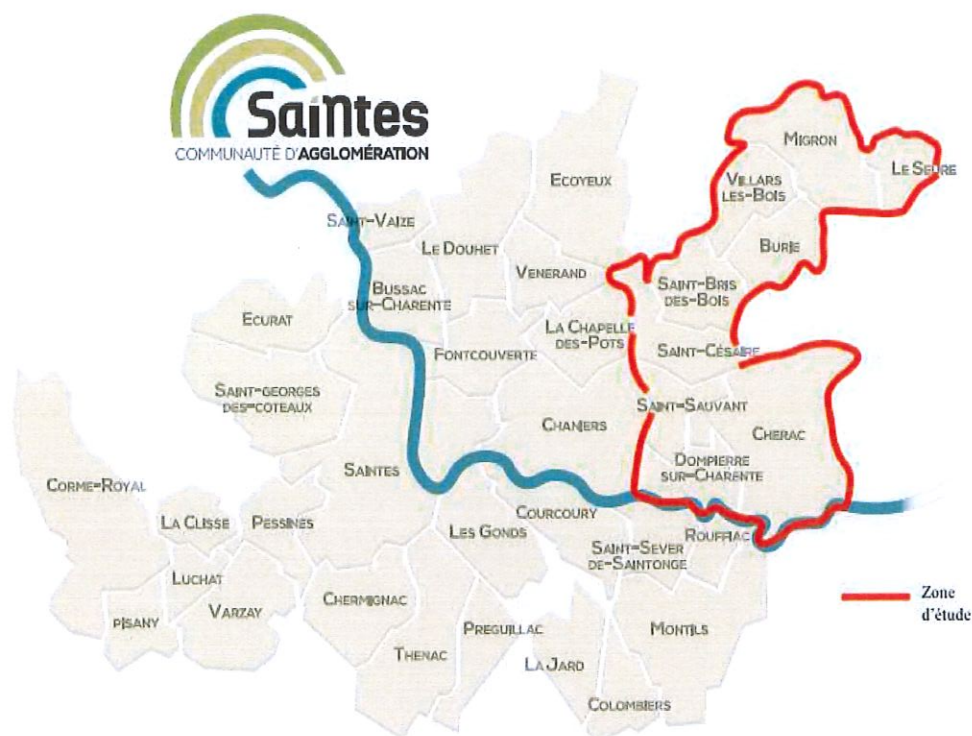 Saintes
COMMUNAUTÉ D'AGGLOMÉRATION
MIGRON
LE SEURE
VILLARS
LES-BOIS
ECOYEUX
SAINT-VAIZE
LE DOUHET
BURIE
VENERAND
SAINT-BRIS
DES-BOIS
BUSSAC
SUR-CHARENTE
ECURAT
LA CHAPELLE
DES-POTS
FONTCOUVERTE
SAINT-CÉSAIRE
SAINT-GEORGES
DES-COTEAUX
SAINT-SAUVANT
CHANIERS
CHERAC
SAINTES
DOMPIERRE
SUR-CHARENTE
CORME-ROYAL
LA CLISSE
PESSINES
COURCOURY
LES GONDS
ROUFFIAC
SAINT-SEVER
DE-SAINTONGE
LUCHAT
CHERMIGNAC
VARZAY
PISANY
PREGUILLAC
MONTILS
THENAC
LA JARD
COLOMBIERS
Zone
d'étude